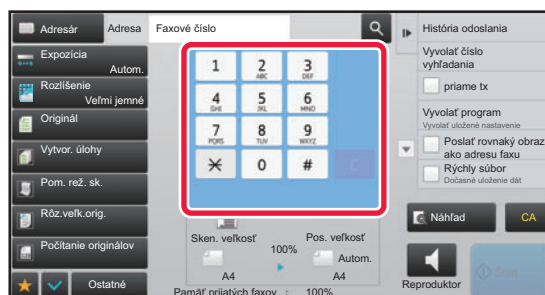 Adresár
Adresa
Faxové číslo
Expozícia
Autom.
Rozlíšenie
Veľmi jemné
Originál
Vytvor. úlohy
Pom. rež. sk.
Rôz.veľk.orig.
Počítanie originálov
Ostatné
1
2
ABC
3
DEF
4
GHI
5
JKL
6
MNO
7
PQRS
8
TUV
9
WXYZ
0
#
C
Sken. veľkosť
100%
Pos. veľkosť
Autom.
A4
A4
Pamäť prijatých faxov : 100%
História odoslania
Vyvolať číslo
vyhľadania
priame tx
Vyvolať program
Vyvolať uložené nastavenie
Poslať rovnaký obraz
ako adresu faxu
Rýchly súbor
Dočasné uloženie dát
Náhľad
CA
Reproduktor
Štart